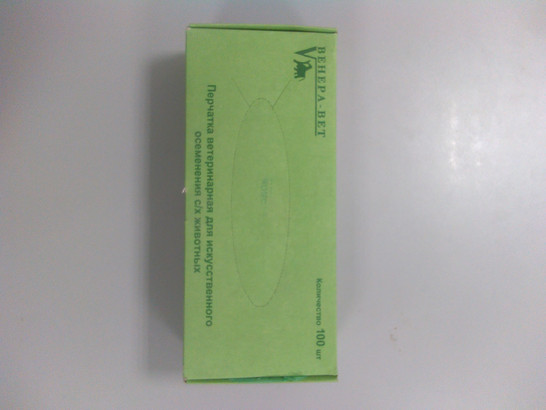 ВЕНЕРА-ВЕТ
Перчатка ветеринарная для искусственного
осеменения с/х животных
Количество 100 шт